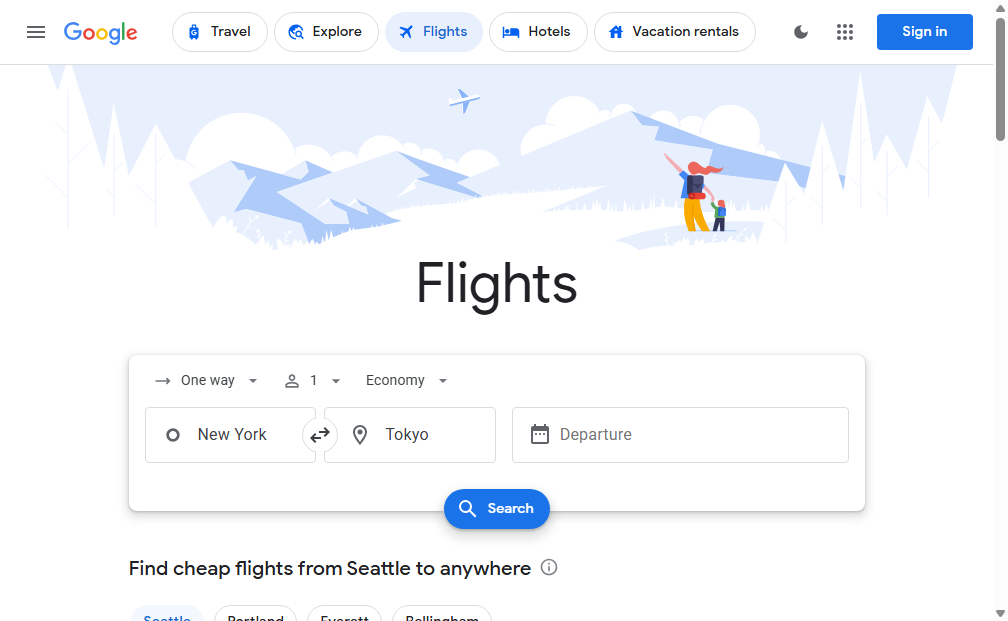 Google Travel Explore Flights Hotels Vacation rentals Sign in
Flights
One way 1 Economy
New York Tokyo Departure
Search
Find cheap flights from Seattle to anywhere
Seattle Portland Everett Bellingham